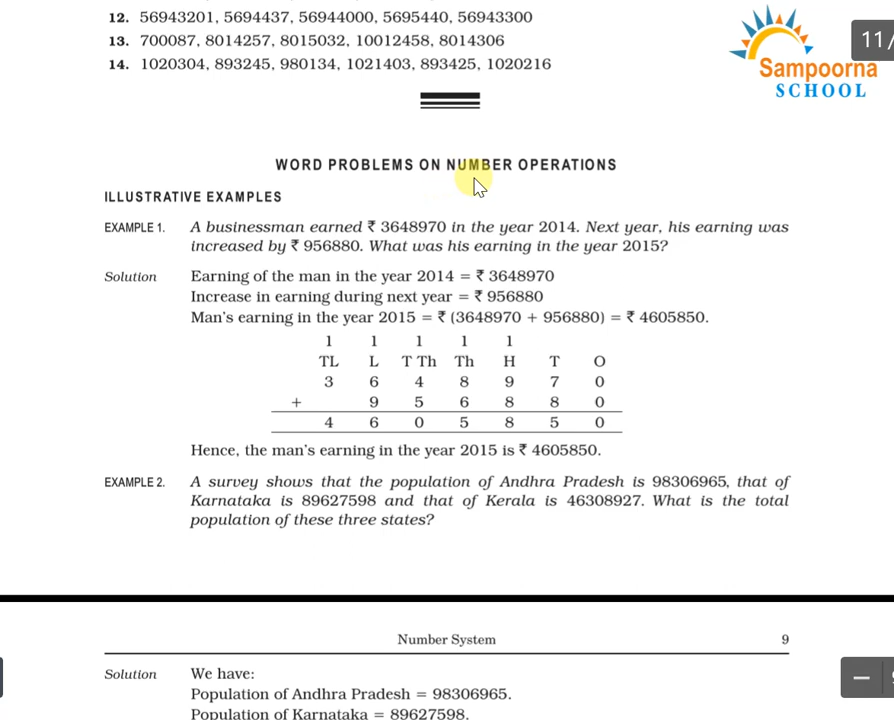 12. 56943201, 5694437, 56944000, 5695440, 56943300
13. 700087, 8014257, 8015032, 10012458, 8014306
14. 1020304, 893245, 980134, 1021403, 893425, 1020216
11/
Sampoorna
SCHOOL
WORD PROBLEMS ON NUMBER OPERATIONS
ILLUSTRATIVE EXAMPLES
EXAMPLE 1. A businessman earned ₹ 3648970 in the year 2014. Next year, his earning was
increased by ₹ 956880. What was his earning in the year 2015?
Solution Earning of the man in the year 2014 = ₹ 3648970
Increase in earning during next year = ₹ 956880
Man's earning in the year 2015 = ₹ (3648970 + 956880) = ₹ 4605850.
1 1 1 1 1
TL L T Th Th H T O
3 6 4 8 9 7 0
+ 9 5 6 8 8 0
4 6 0 5 8 5 0
Hence, the man's earning in the year 2015 is ₹ 4605850.
EXAMPLE 2. A survey shows that the population of Andhra Pradesh is 98306965, that of
Karnataka is 89627598 and that of Kerala is 46308927. What is the total
population of these three states?
Number System 9
Solution We have:
Population of Andhra Pradesh = 98306965.
Population of Karnataka = 89627598.